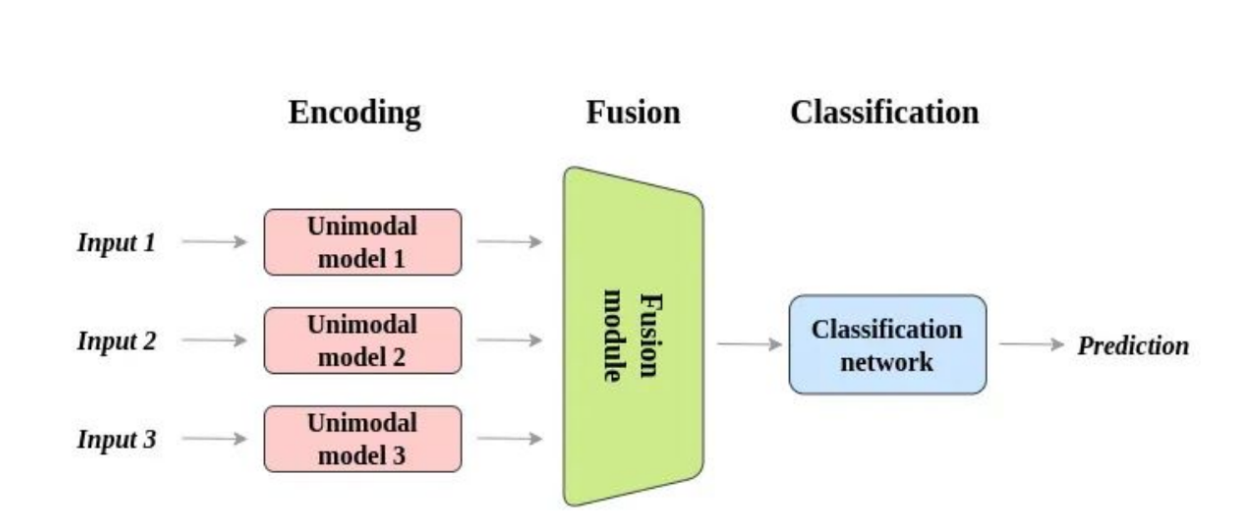 Encoding
Fusion
Classification
Input 1
Unimodal
model 1
Input 2
Unimodal
model 2
Input 3
Unimodal
model 3
Fusion
module
Classification
network
Prediction